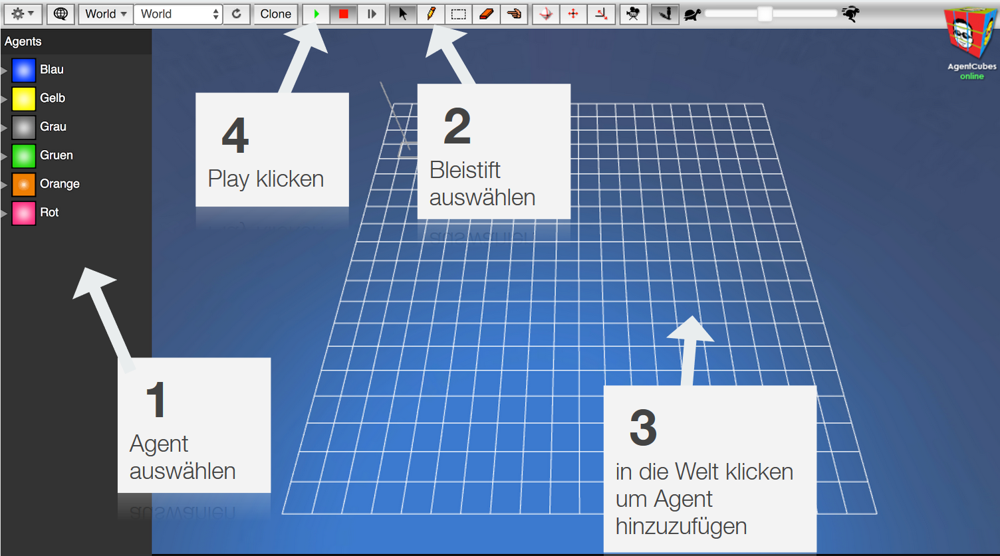 World
World
Clone
Agents
Blau
Gelb
Grau
Gruen
Orange
Rot
AgentCubes
online
4
Play klicken
2
Bleistift
auswählen
1
Agent
auswählen
3
in die Welt klicken
um Agent
hinzuzufügen